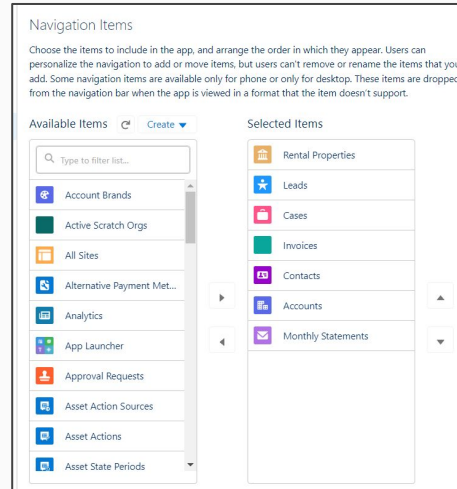 Navigation Items
Choose the items to include in the app, and arrange the order in which they appear. Users can
personalize the navigation to add or move items, but users can't remove or rename the items that you
add. Some navigation items are available only for phone or only for desktop. These items are dropped
from the navigation bar when the app is viewed in a format that the item doesn't support.
Available Items Create
Type to filter list...
Account Brands
Active Scratch Orgs
All Sites
Alternative Payment Met...
Analytics
App Launcher
Approval Requests
Asset Action Sources
Asset Actions
Asset State Periods
Selected Items
Rental Properties
Leads
Cases
Invoices
Contacts
Accounts
Monthly Statements